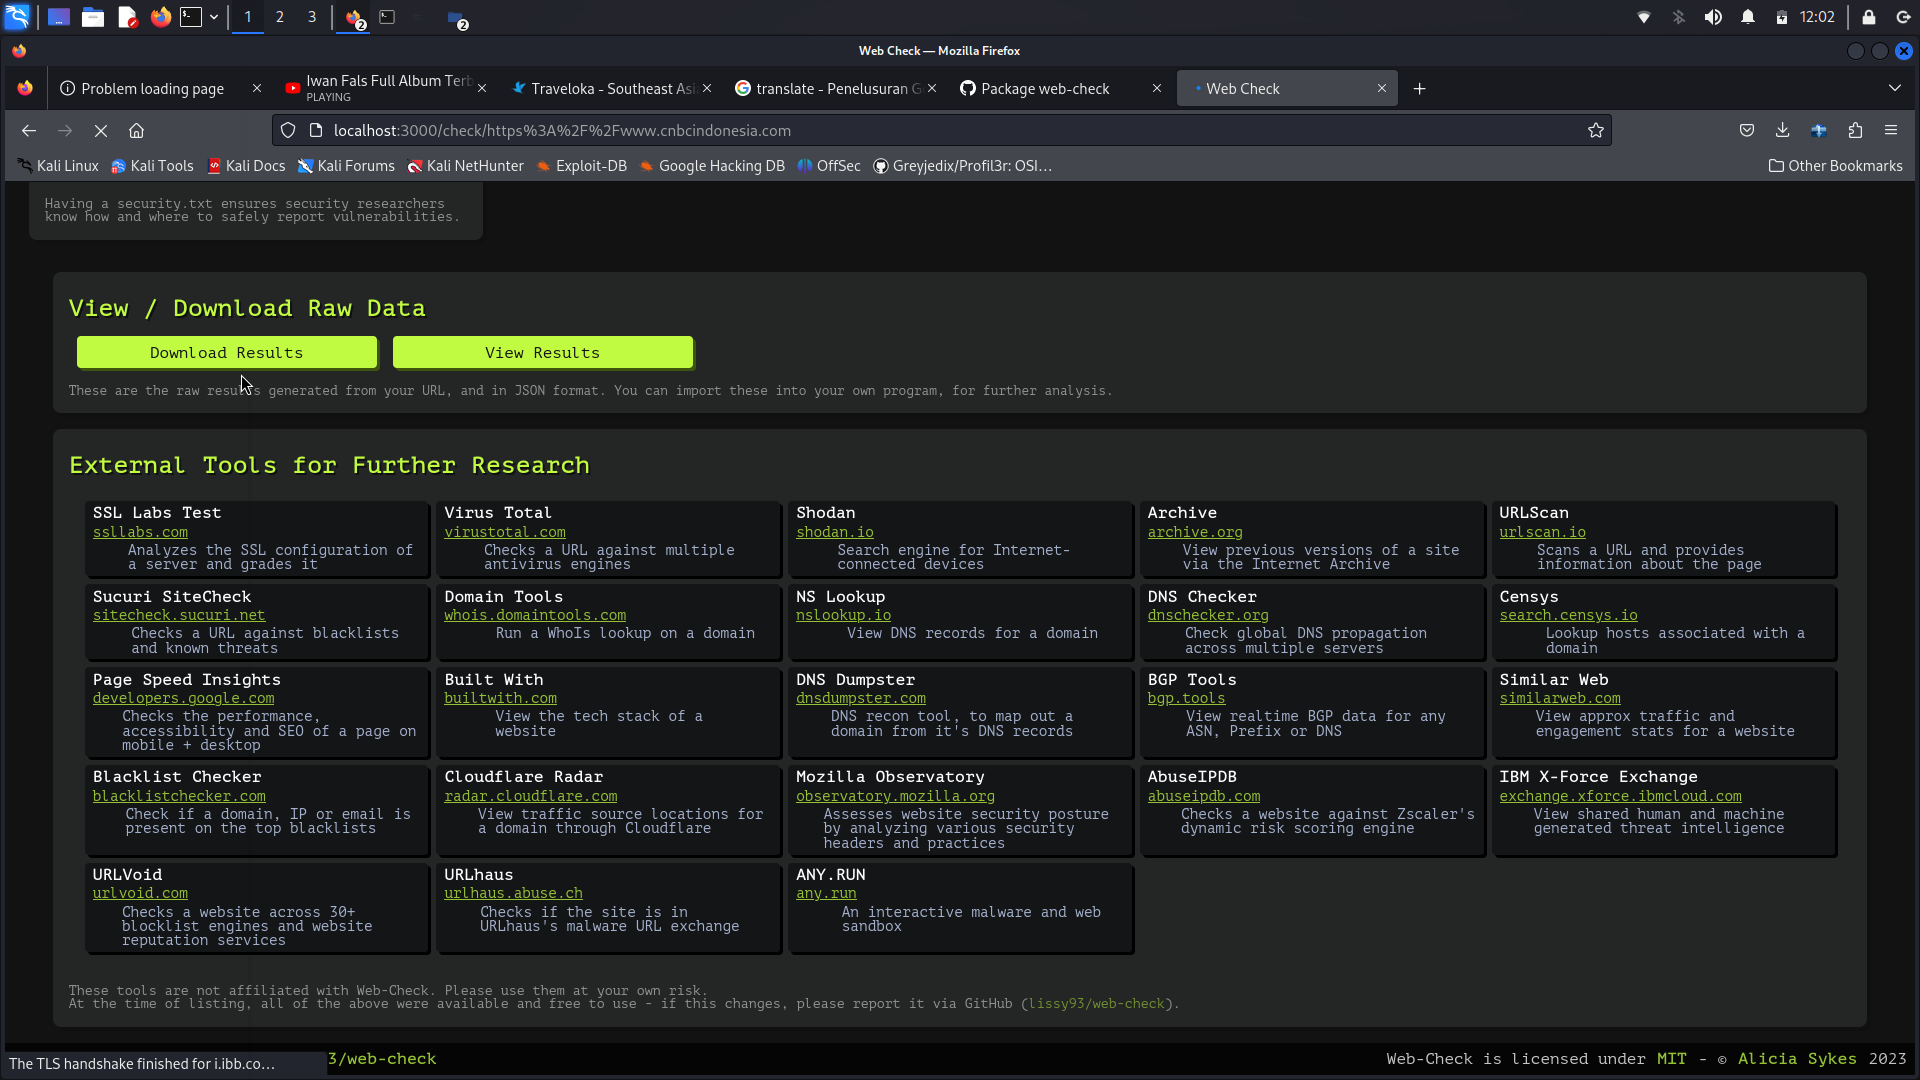 1 2 3 2 2 12:02
Web Check — Mozilla Firefox
Problem loading page
Iwan Fals Full Album Terb
PLAYING
Traveloka - Southeast Asi
translate - Penelusuran G
Package web-check
Web Check
localhost:3000/check/https%3A%2F%2Fwww.cnbcindonesia.com
Kali Linux Kali Tools Kali Docs Kali Forums Kali NetHunter Exploit-DB Google Hacking DB OffSec Greyjedix/Profil3r: OSI… Other Bookmarks
Having a security.txt ensures security researchers
know how and where to safely report vulnerabilities.
View / Download Raw Data
Download Results View Results
These are the raw results generated from your URL, and in JSON format. You can import these into your own program, for further analysis.
External Tools for Further Research
SSL Labs Test
ssllabs.com
Analyzes the SSL configuration of
a server and grades it
Virus Total
virustotal.com
Checks a URL against multiple
antivirus engines
Shodan
shodan.io
Search engine for Internet-
connected devices
Archive
archive.org
View previous versions of a site
via the Internet Archive
URLScan
urlscan.io
Scans a URL and provides
information about the page
Sucuri SiteCheck
sitecheck.sucuri.net
Checks a URL against blacklists
and known threats
Domain Tools
whois.domaintools.com
Run a WhoIs lookup on a domain
NS Lookup
nslookup.io
View DNS records for a domain
DNS Checker
dnschecker.org
Check global DNS propagation
across multiple servers
Censys
search.censys.io
Lookup hosts associated with a
domain
Page Speed Insights
developers.google.com
Checks the performance,
accessibility and SEO of a page on
mobile + desktop
Built With
builtwith.com
View the tech stack of a
website
DNS Dumpster
dnsdumpster.com
DNS recon tool, to map out a
domain from it's DNS records
BGP Tools
bgp.tools
View realtime BGP data for any
ASN, Prefix or DNS
Similar Web
similarweb.com
View approx traffic and
engagement stats for a website
Blacklist Checker
blacklistchecker.com
Check if a domain, IP or email is
present on the top blacklists
Cloudflare Radar
radar.cloudflare.com
View traffic source locations for
a domain through Cloudflare
Mozilla Observatory
observatory.mozilla.org
Assesses website security posture
by analyzing various security
headers and practices
AbuseIPDB
abuseipdb.com
Checks a website against Zscaler's
dynamic risk scoring engine
IBM X-Force Exchange
exchange.xforce.ibmcloud.com
View shared human and machine
generated threat intelligence
URLVoid
urlvoid.com
Checks a website across 30+
blocklist engines and website
reputation services
URLhaus
urlhaus.abuse.ch
Checks if the site is in
URLhaus's malware URL exchange
ANY.RUN
any.run
An interactive malware and web
sandbox
These tools are not affiliated with Web-Check. Please use them at your own risk.
At the time of listing, all of the above were available and free to use - if this changes, please report it via GitHub (lissy93/web-check).
The TLS handshake finished for i.ibb.co… 3/web-check
Web-Check is licensed under MIT - © Alicia Sykes 2023